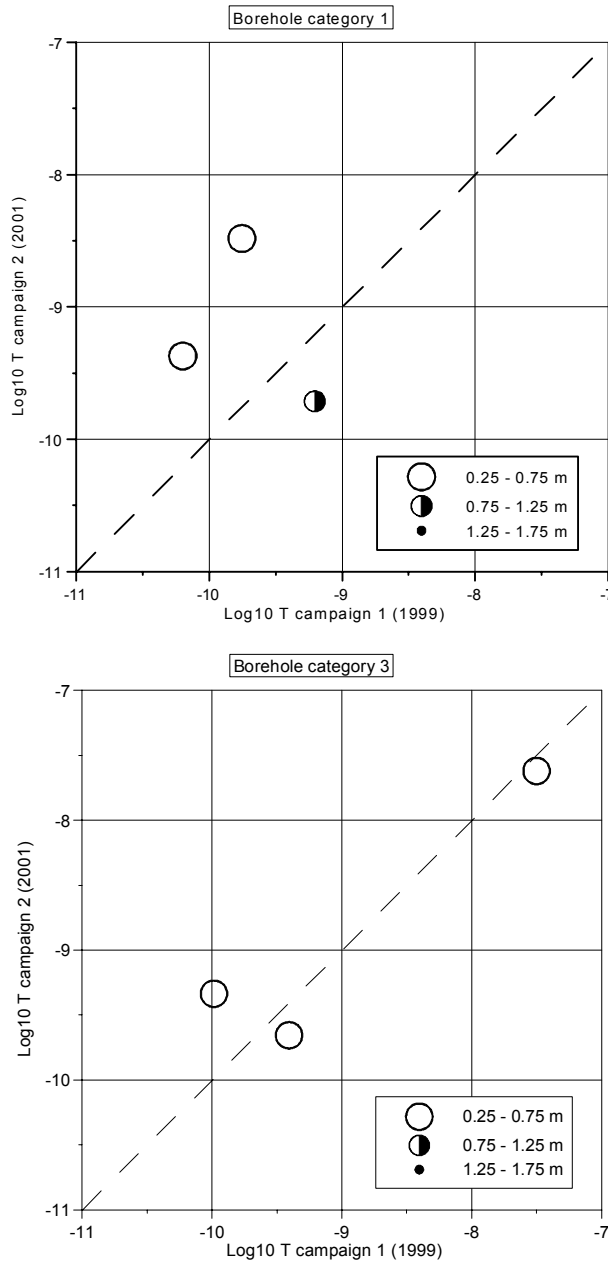 Borehole category 1
-7
-8
-9
-10
-11
Log10 T campaign 2 (2001)
0.25 - 0.75 m
0.75 - 1.25 m
1.25 - 1.75 m
-11 -10 -9 -8 -7
Log10 T campaign 1 (1999)
Borehole category 3
-7
-8
-9
-10
-11
Log10 T campaign 2 (2001)
0.25 - 0.75 m
0.75 - 1.25 m
1.25 - 1.75 m
-11 -10 -9 -8 -7
Log10 T campaign 1 (1999)